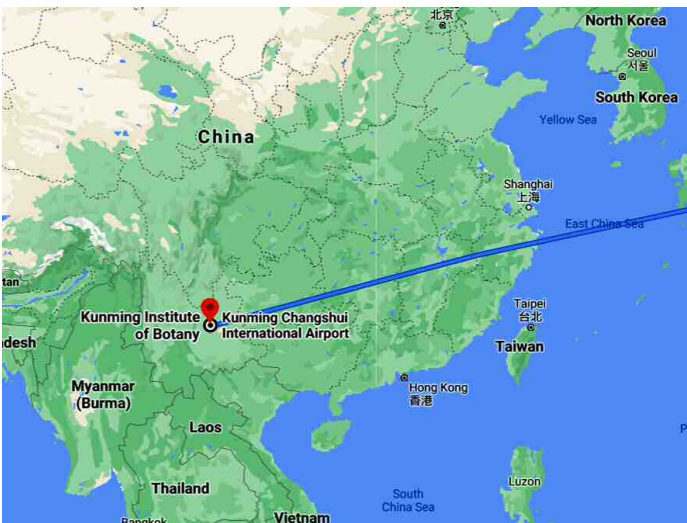 北京
North Korea
Seoul
서울
South Korea
Yellow Sea
China
Shanghai
上海
East China Sea
tan
Kunming Institute
of Botany
Kunming Changshui
International Airport
Taipei
台北
desh
Taiwan
Myanmar
(Burma)
Hong Kong
香港
Laos
P
Luzon
Thailand
South
China Sea
Bangkok
Vietnam